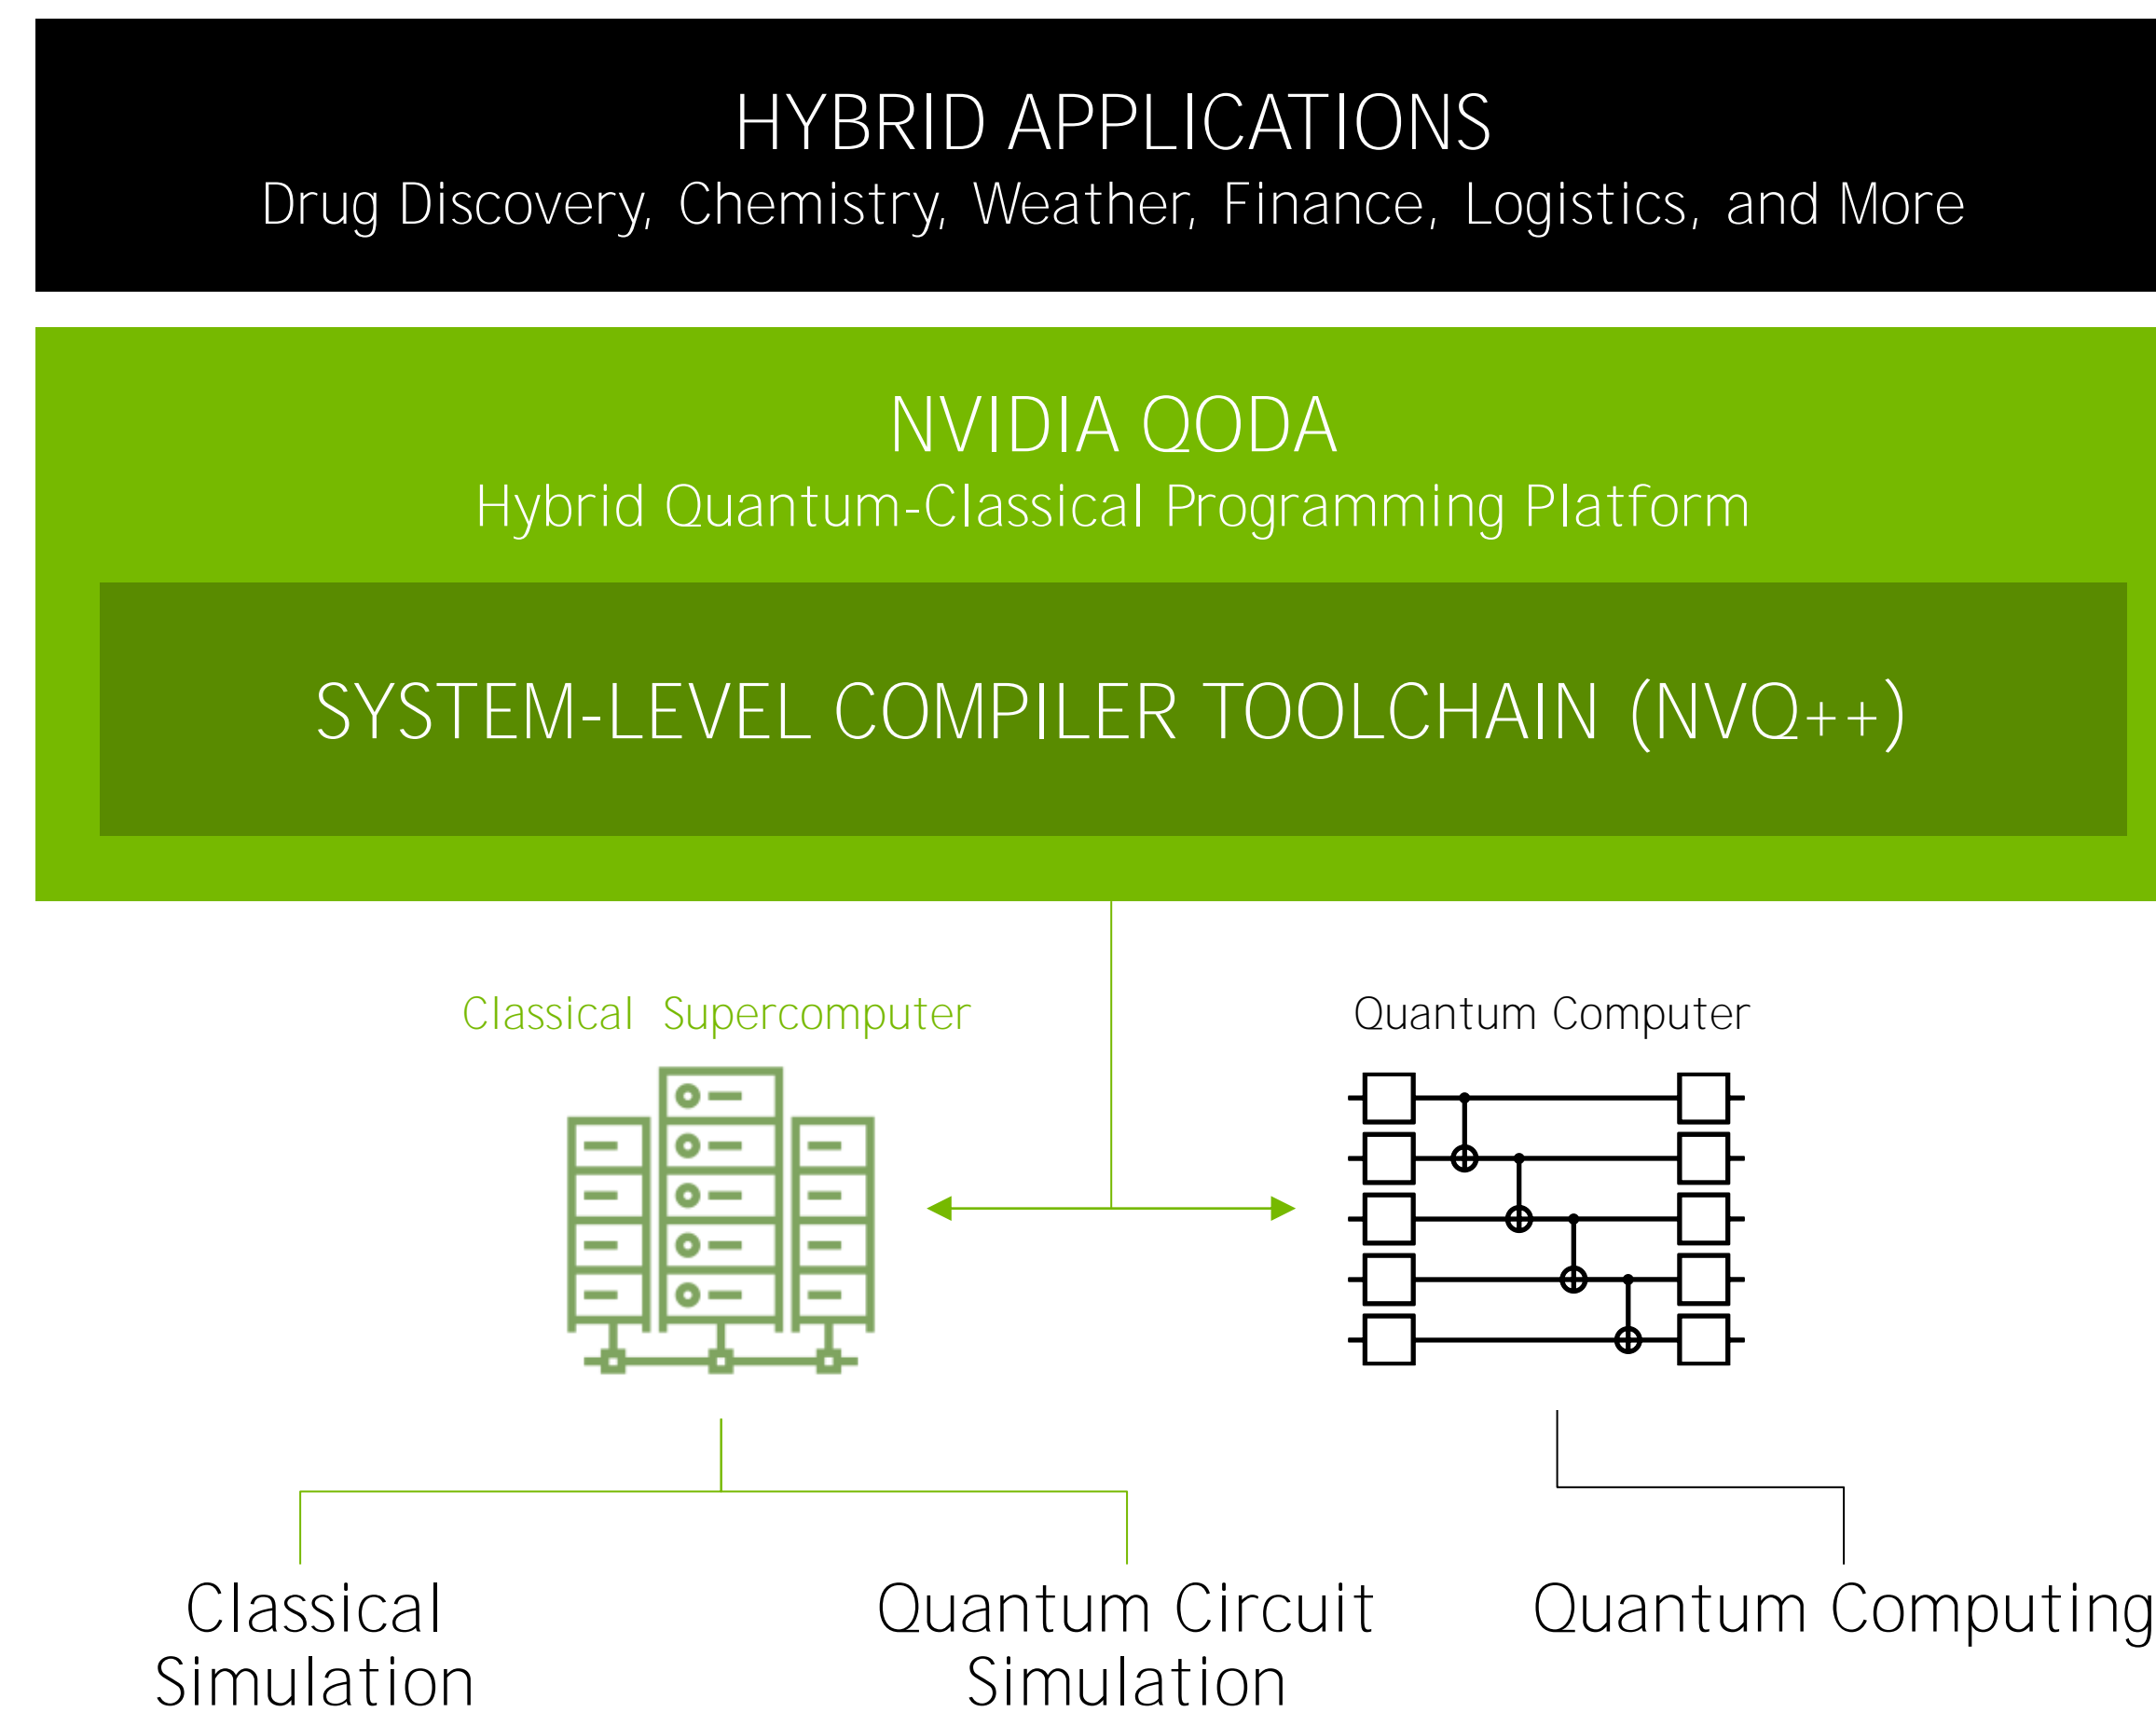 HYBRID APPLICATIONS
Drug Discovery, Chemistry, Weather, Finance, Logistics, and More
NVIDIA QODA
Hybrid Quantum-Classical Programming Platform
SYSTEM-LEVEL COMPILER TOOLCHAIN (NVQ++)
Classical Supercomputer
Quantum Computer
Classical
Simulation
Quantum Circuit
Simulation
Quantum Computing